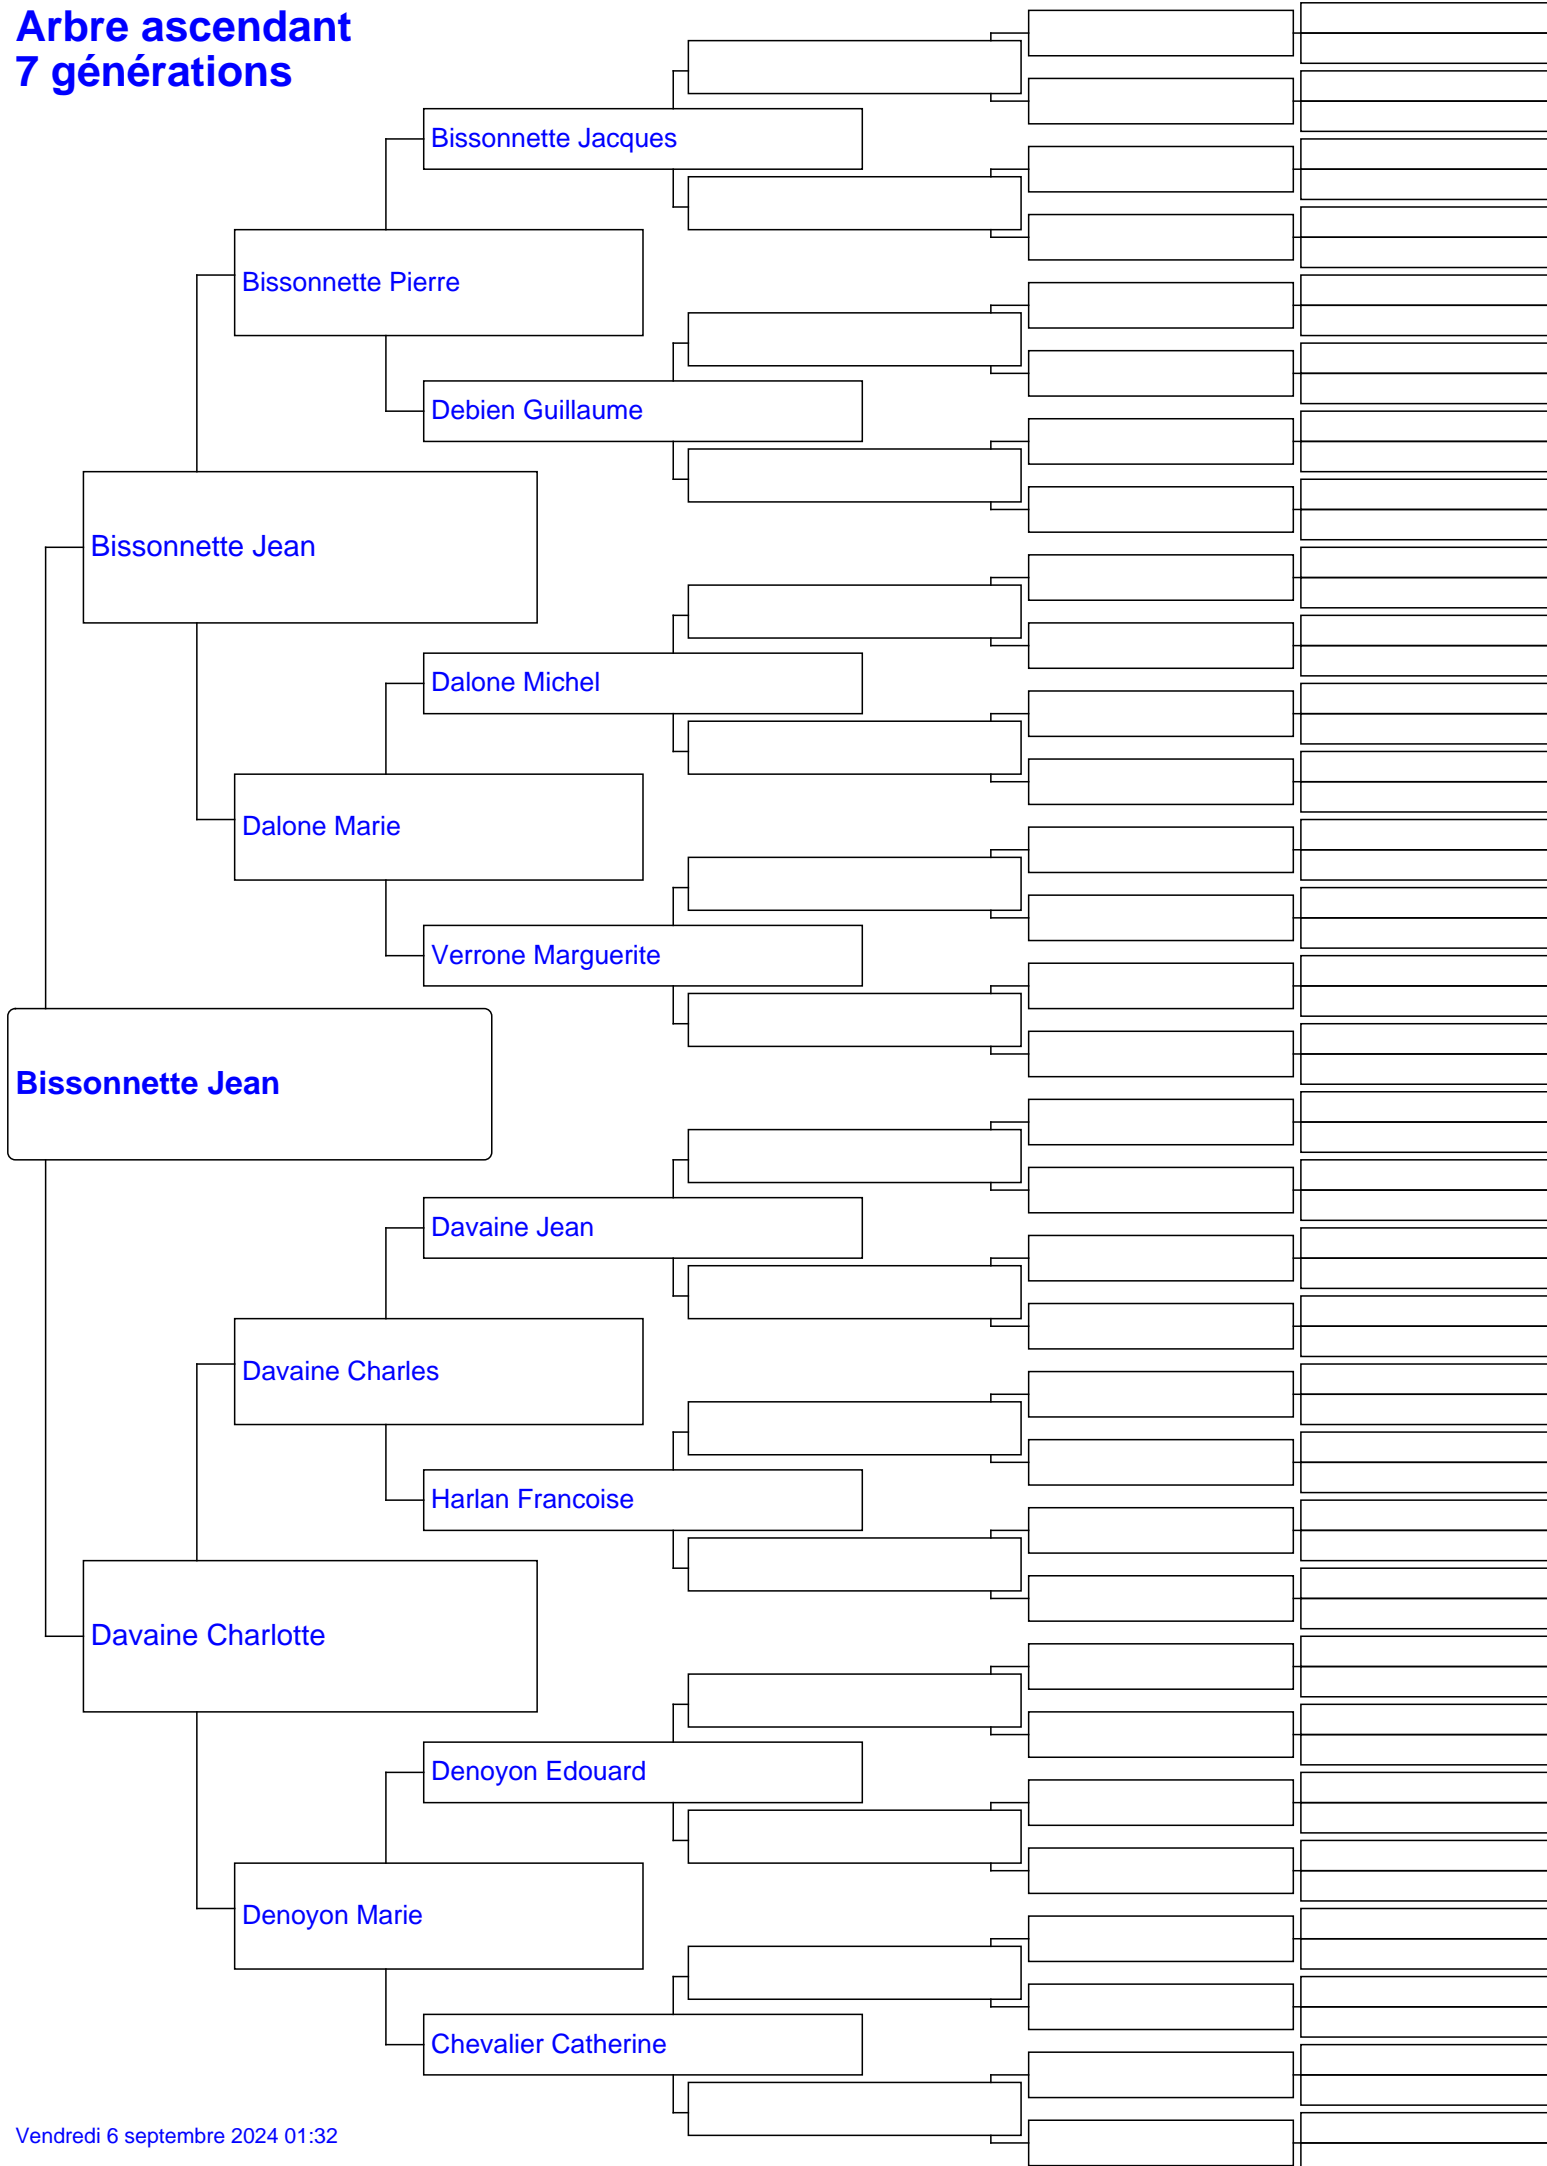 Arbre ascendant
7 générations
Bissonnette Jacques
Bissonnette Pierre
Debien Guillaume
Bissonnette Jean
Dalone Michel
Dalone Marie
Verrone Marguerite
Bissonnette Jean
Davaine Jean
Davaine Charles
Harlan Francoise
Davaine Charlotte
Denoyon Edouard
Denoyon Marie
Chevalier Catherine
Vendredi 6 septembre 2024 01:32